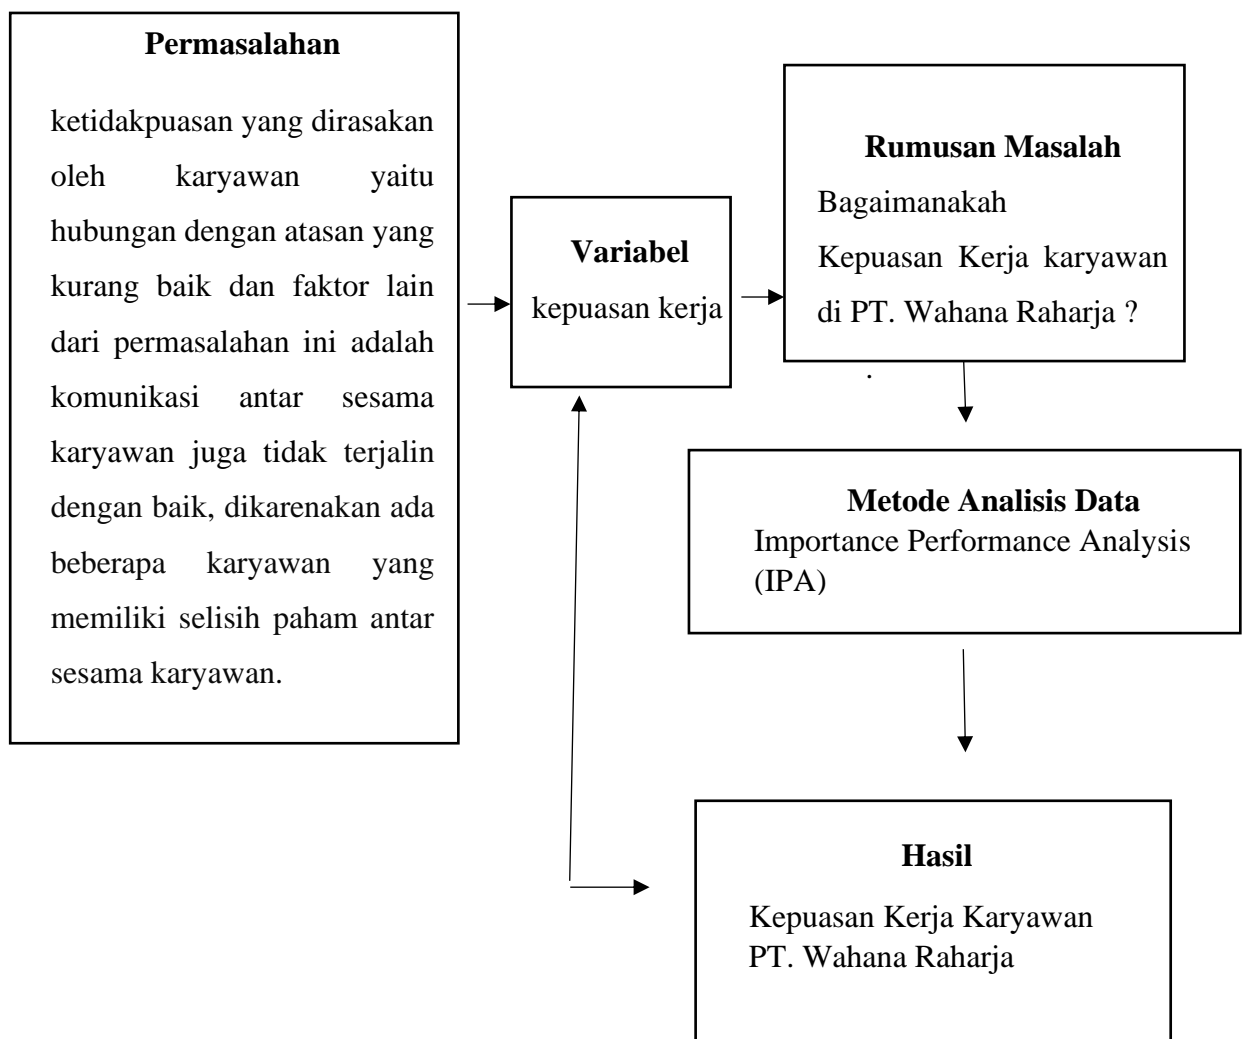 Permasalahan
ketidakpuasan yang dirasakan
oleh karyawan yaitu
hubungan dengan atasan yang
kurang baik dan faktor lain
dari permasalahan ini adalah
komunikasi antar sesama
karyawan juga tidak terjalin
dengan baik, dikarenakan ada
beberapa karyawan yang
memiliki selisih paham antar
sesama karyawan.
Variabel
kepuasan kerja
Rumusan Masalah
Bagaimanakah
Kepuasan Kerja karyawan
di PT. Wahana Raharja ?
.
Metode Analisis Data
Importance Performance Analysis
(IPA)
Hasil
Kepuasan Kerja Karyawan
PT. Wahana Raharja